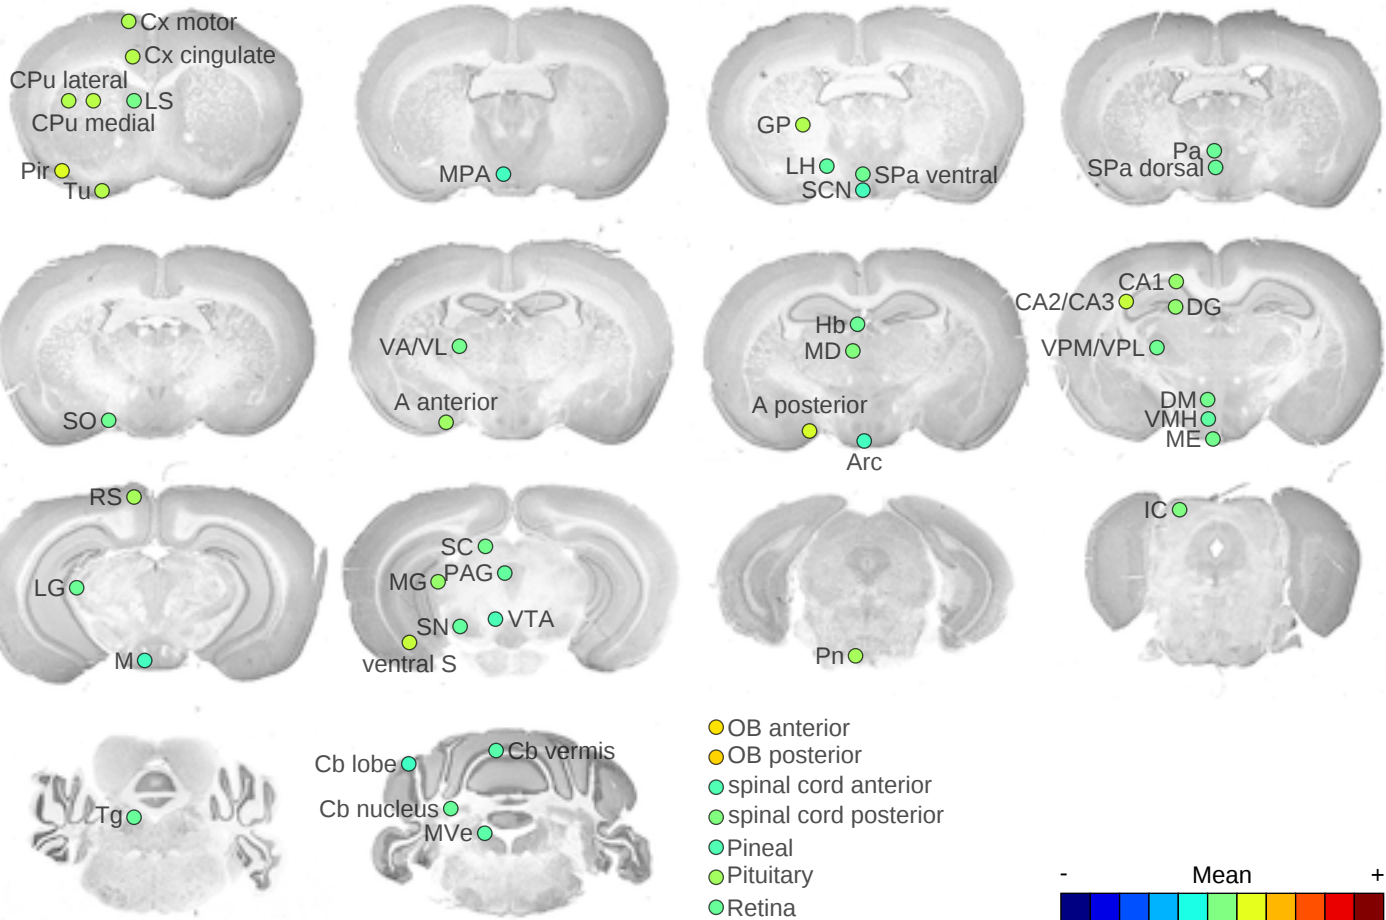 Cx motor
Cx cingulate
CPu lateral
LS
CPu medial
Pir
Tu
MPA
GP
LH
SPa ventral
SCN
Pa
SPa dorsal
SO
VA/VL
A anterior
Hb
MD
A posterior
Arc
CA1
CA2/CA3
DG
VPM/VPL
DM
VMH
ME
RS
LG
M
SC
MG
PAG
SN
VTA
ventral S
Pn
IC
Tg
Cb lobe
Cb vermis
Cb nucleus
MVe
OB anterior
OB posterior
spinal cord anterior
spinal cord posterior
Pineal
Pituitary
Retina
- Mean +